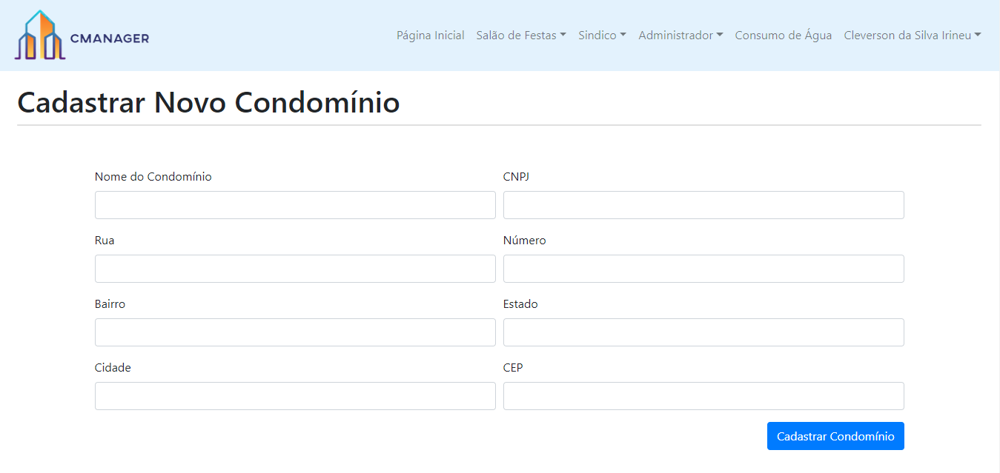 CMANAGER
Página Inicial Salão de Festas Sindico Administrador Consumo de Água Cleverson da Silva Irineu
Cadastrar Novo Condomínio
Nome do Condomínio CNPJ
Rua Número
Bairro Estado
Cidade CEP
Cadastrar Condomínio